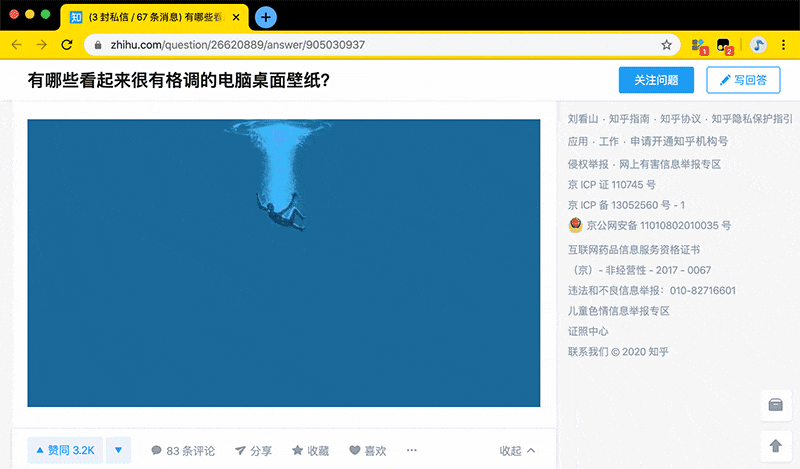 (3 封私信 / 67 条消息) 有哪些看
zhihu.com/question/26620889/answer/905030937
1
2
有哪些看起来很有格调的电脑桌面壁纸?
关注问题
写回答
刘看山 · 知乎指南 · 知乎协议 · 知乎隐私保护指引
应用 · 工作 · 申请开通知乎机构号
侵权举报 · 网上有害信息举报专区
京 ICP 证 110745 号
京 ICP 备 13052560 号 - 1
京公网安备 11010802010035 号
互联网药品信息服务资格证书
(京) - 非经营性 - 2017 - 0067
违法和不良信息举报：010-82716601
儿童色情信息举报专区
证照中心
联系我们 © 2020 知乎
赞同 3.2K
83 条评论
分享
收藏
喜欢
收起